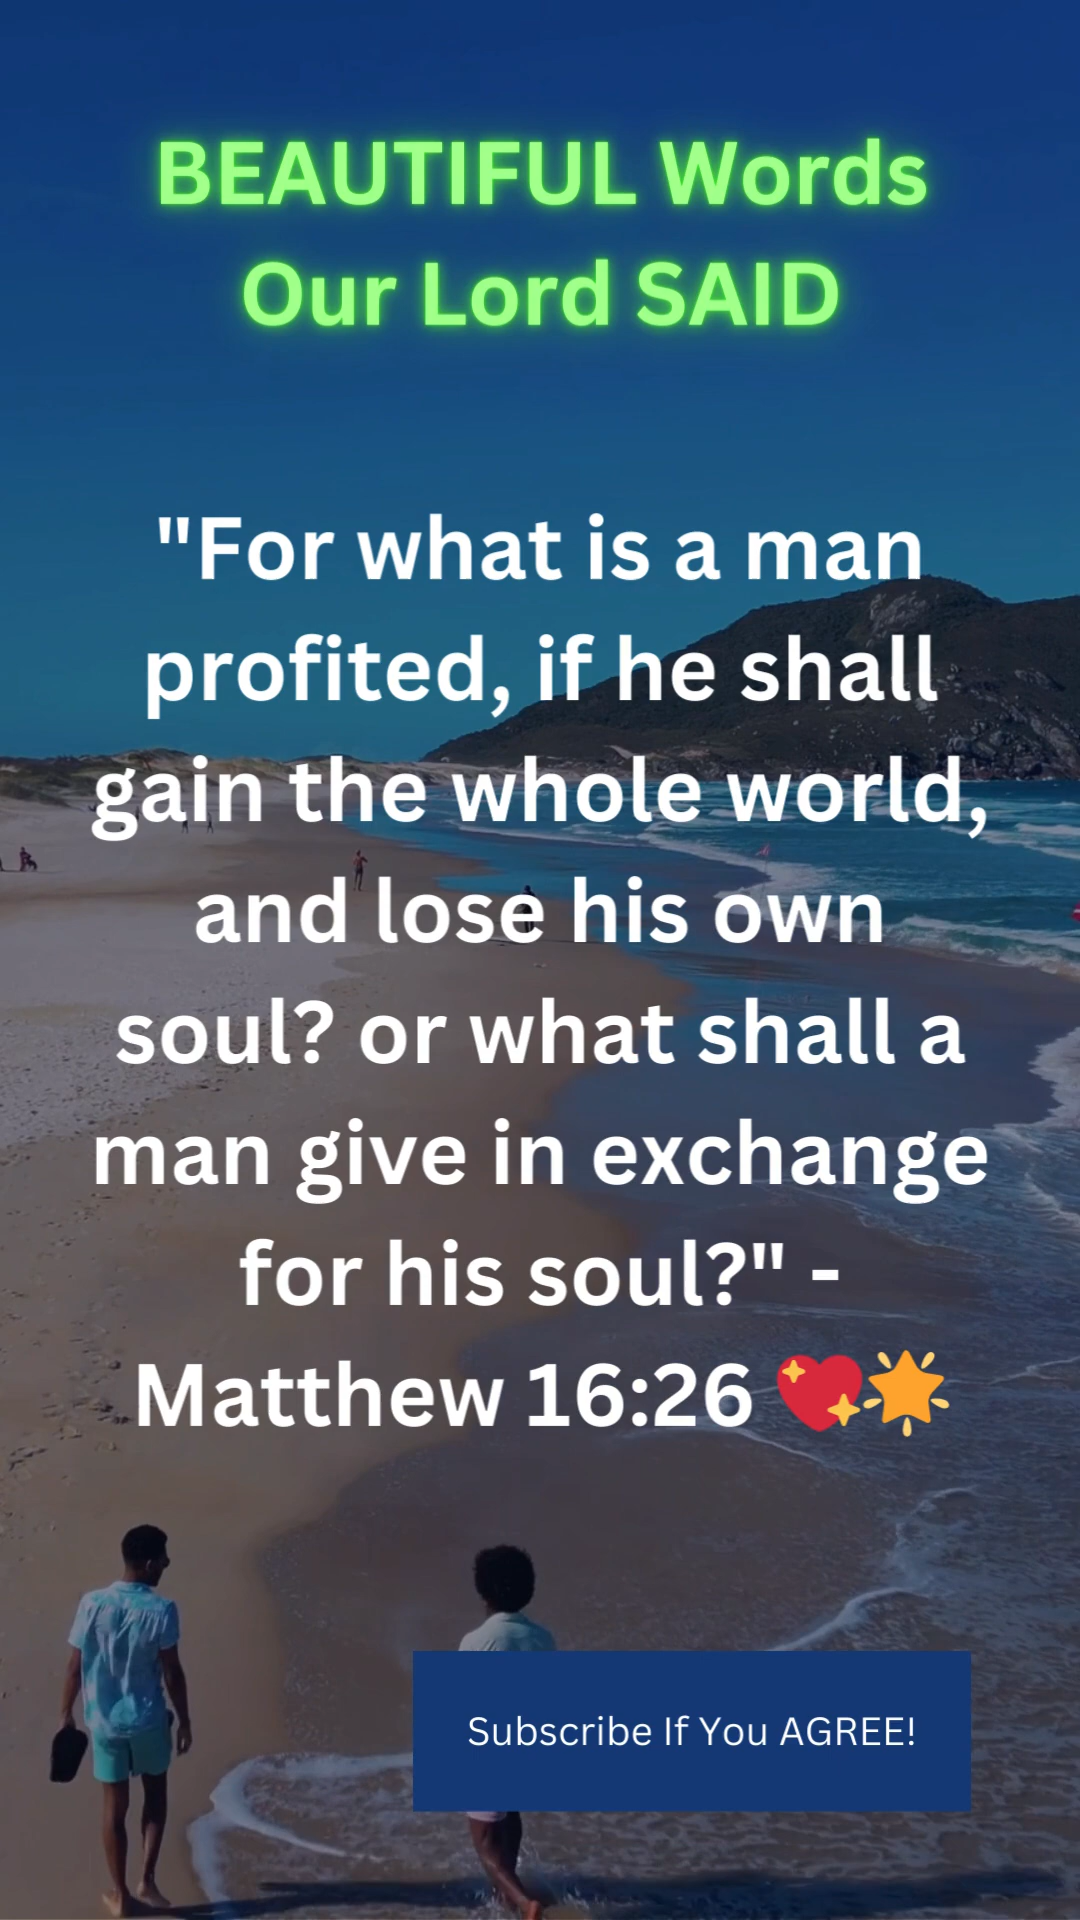 BEAUTIFUL Words
Our Lord SAID
"For what is a man
profited, if he shall
gain the whole world,
and lose his own
soul? or what shall a
man give in exchange
for his soul?" -
Matthew 16:26 💖🌟
Subscribe If You AGREE!